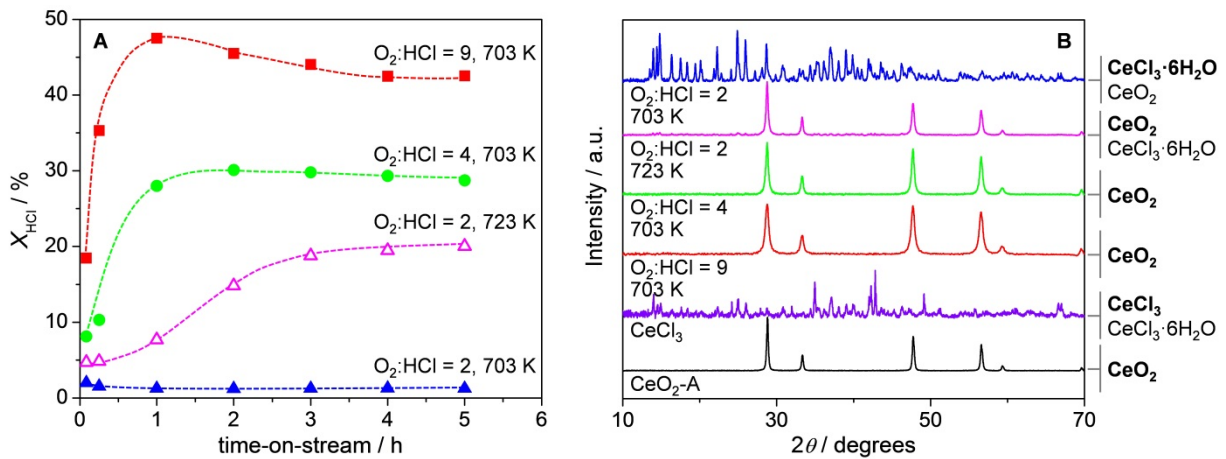 A
50
40
30
20
10
0
X_HCl / %
O₂:HCl = 9, 703 K
O₂:HCl = 4, 703 K
O₂:HCl = 2, 723 K
O₂:HCl = 2, 703 K
0 1 2 3 4 5 6
time-on-stream / h
B
Intensity / a.u.
O₂:HCl = 2
703 K
O₂:HCl = 2
723 K
O₂:HCl = 4
703 K
O₂:HCl = 9
703 K
CeCl₃
CeO₂-A
10 30 50 70
2θ / degrees
CeCl₃·6H₂O
CeO₂
CeO₂
CeCl₃·6H₂O
CeO₂
CeO₂
CeCl₃
CeCl₃·6H₂O
CeO₂